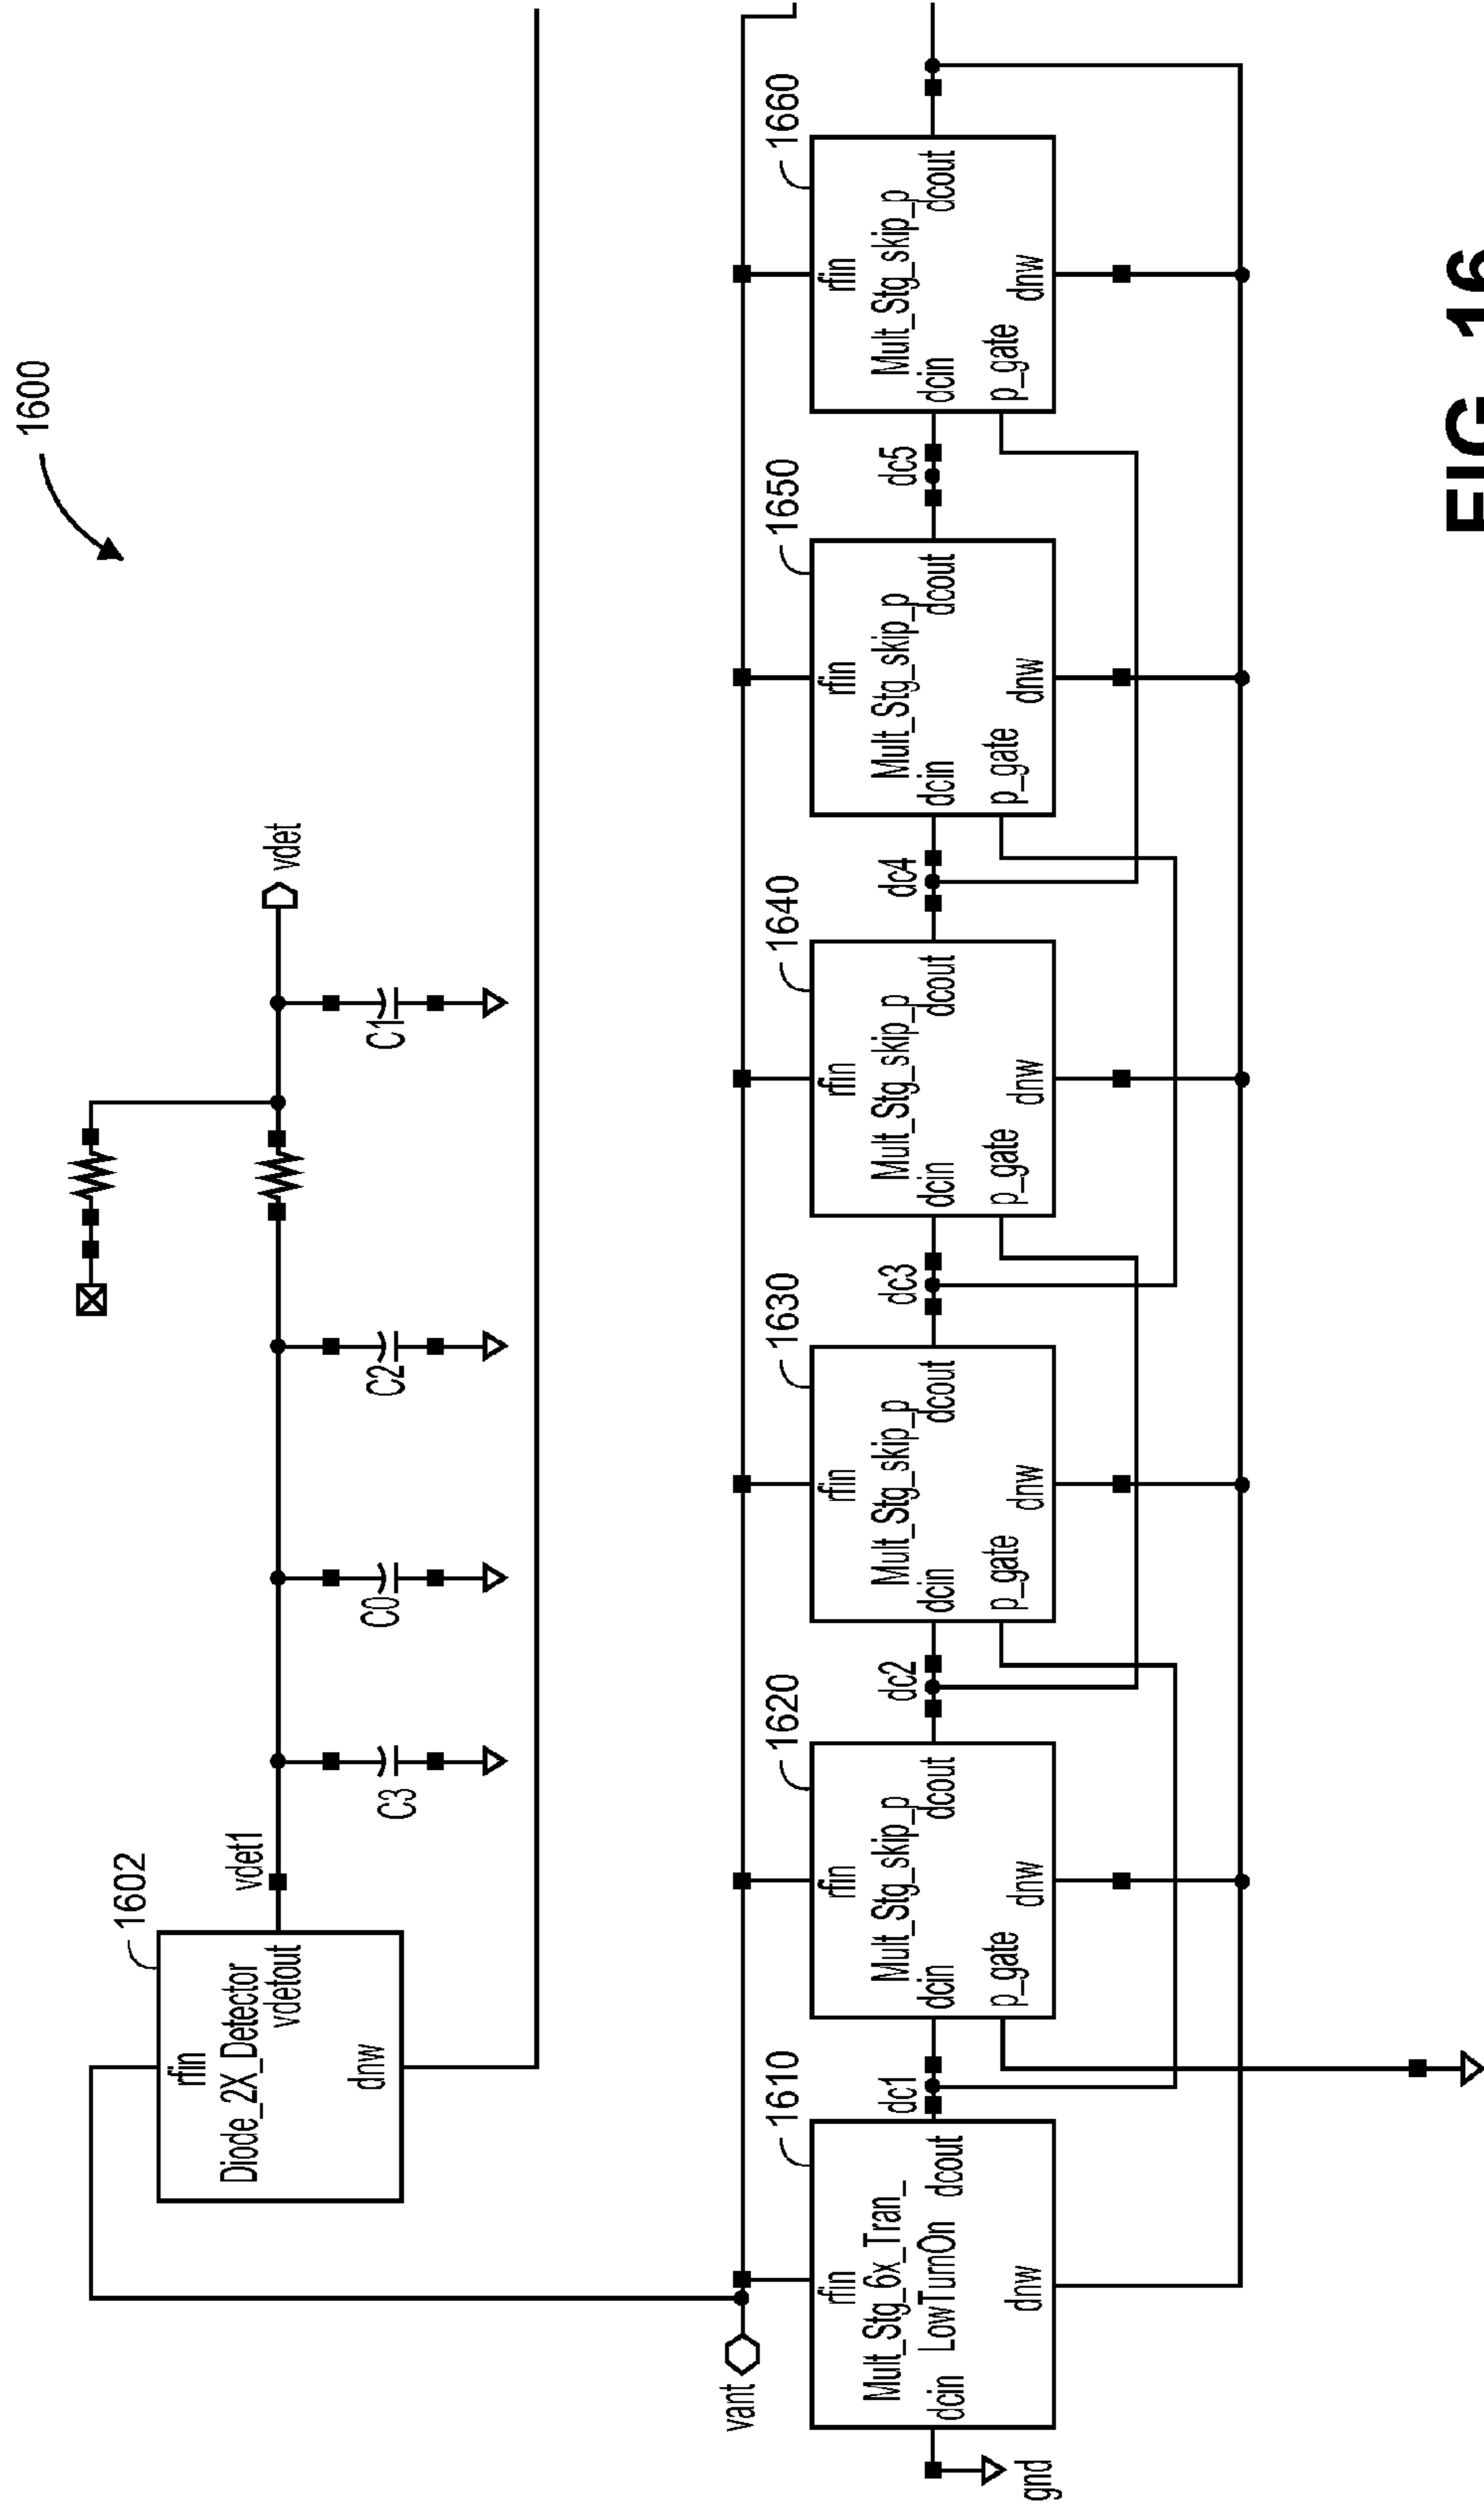 1600
1602
rfin
Diode_2X_Detector
vdetout
dnw
vdet1
C3
C0
C2
C1
vdet
vant
gnd
1610
rfin
Mult_Stg_6x_Tran_
dcin LowTurnOn dcout
dnw
dc1
1620
rfin
Mult_Stg_skip_p
dcin dcout
p_gate
dnw
dc2
1630
rfin
Mult_Stg_skip_p
dcin dcout
p_gate
dnw
dc3
1640
rfin
Mult_Stg_skip_p
dcin dcout
p_gate
dnw
dc4
1650
rfin
Mult_Stg_skip_p
dcin dcout
p_gate
dnw
dc5
1660
rfin
Mult_Stg_skip_p
dcin dcout
p_gate
dnw
FIG. 16